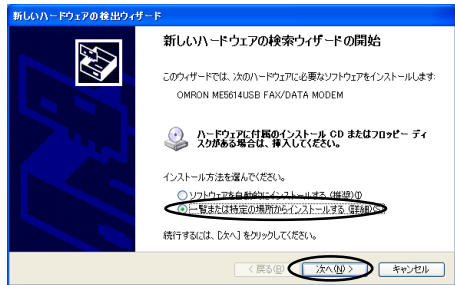 新しいハードウェアの検出ウィザード
新しいハードウェアの検索ウィザードの開始
このウィザードでは、次のハードウェアに必要なソフトウェアをインストールします:
OMRON ME5614USB FAX/DATA MODEM
ハードウェアに付属のインストール CD またはフロッピー ディ
スクがある場合は、挿入してください。
インストール方法を選んでください。
ソフトウェアを自動的にインストールする (推奨)(I)
一覧または特定の場所からインストールする (詳細)(S)
続行するには、[次へ] をクリックしてください。
< 戻る(B) 次へ(N) > キャンセル